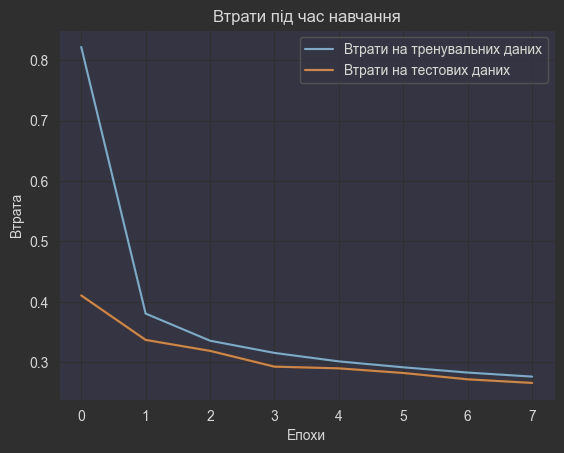 Втрати під час навчання
Втрати на тренувальних даних
Втрати на тестових даних
Втрата
0.8
0.7
0.6
0.5
0.4
0.3
0 1 2 3 4 5 6 7
Епохи